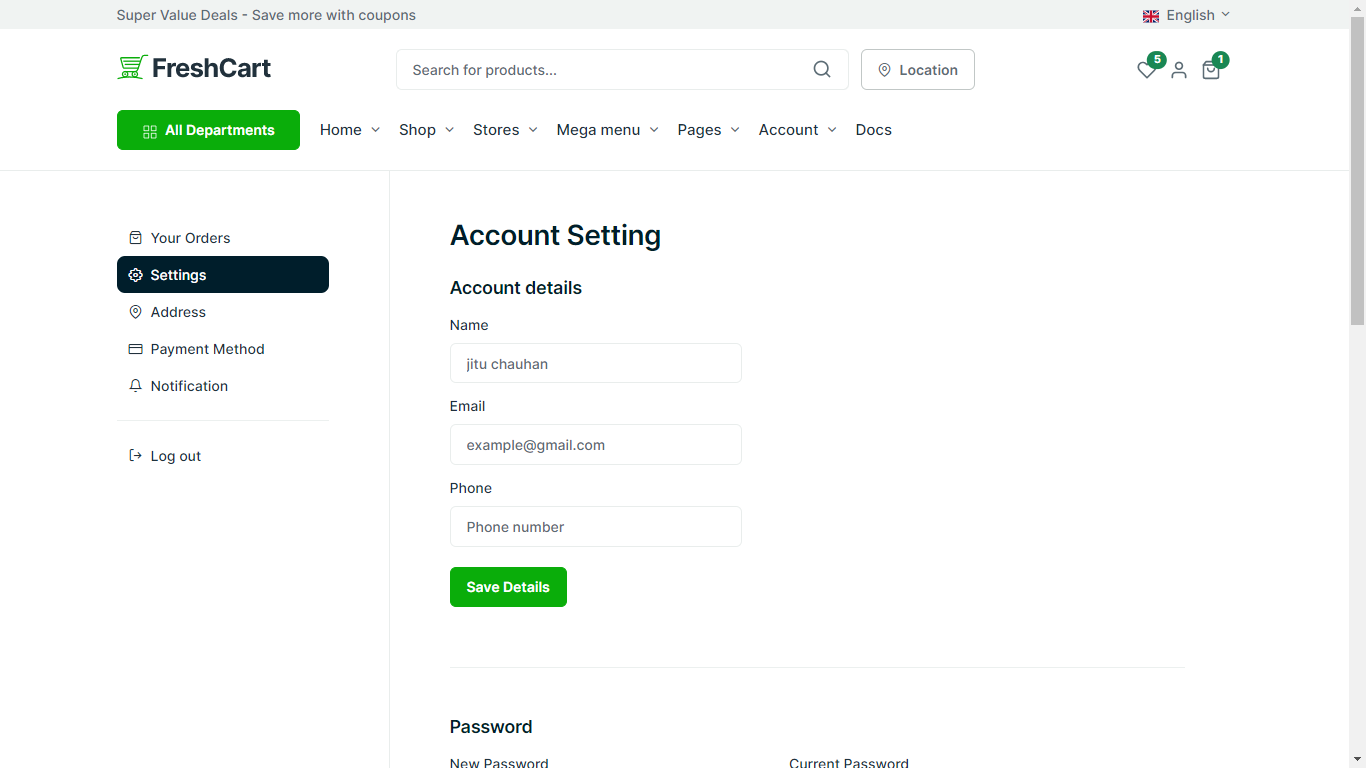 Super Value Deals - Save more with coupons
English
FreshCart
Search for products...
Location
5
1
All Departments
Home
Shop
Stores
Mega menu
Pages
Account
Docs
Your Orders
Settings
Address
Payment Method
Notification
Log out
Account Setting
Account details
Name
jitu chauhan
Email
example@gmail.com
Phone
Phone number
Save Details
Password
New Password
Current Password